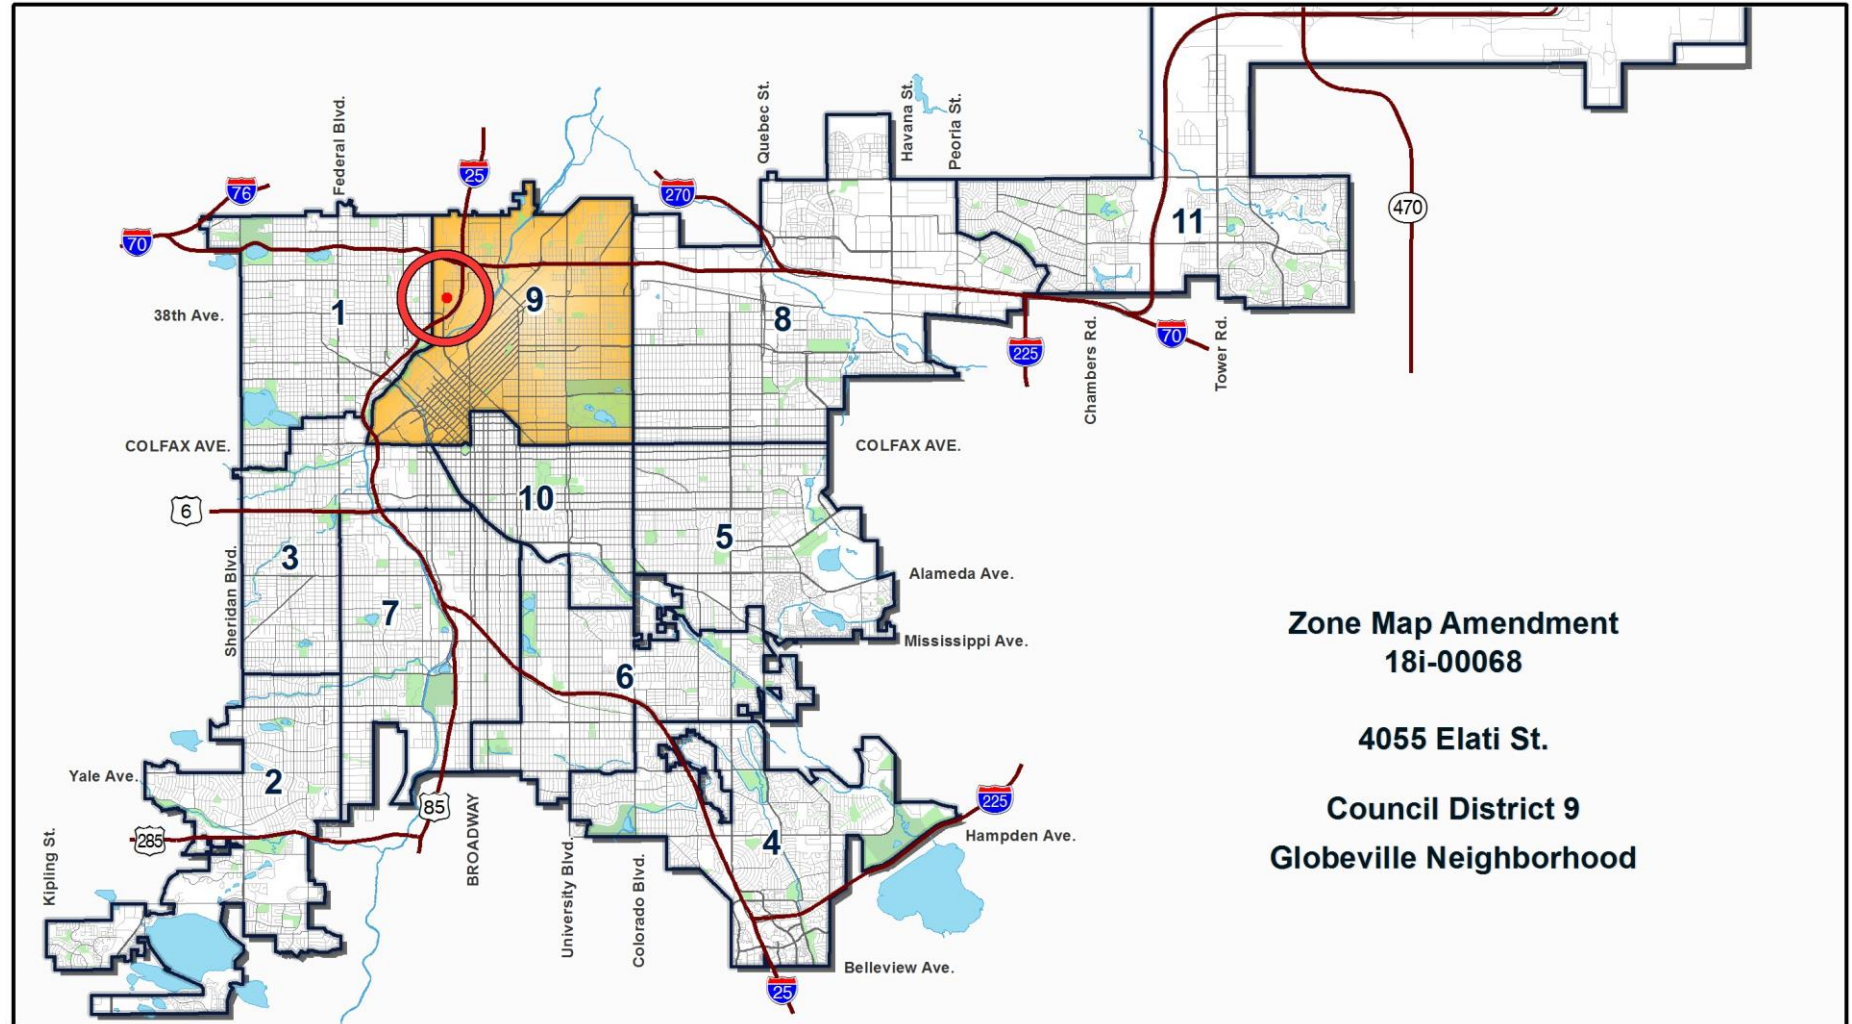 Federal Blvd.
Quebec St.
Havana St.
Peoria St.
76
25
270
70
470
11
9
1
8
38th Ave.
225
70
Chambers Rd.
Tower Rd.
COLFAX AVE.
COLFAX AVE.
10
6
5
3
Sheridan Blvd.
Alameda Ave.
7
Mississippi Ave.
6
Zone Map Amendment
18i-00068
4055 Elati St.
Council District 9
Globeville Neighborhood
Yale Ave.
2
85
BROADWAY
225
285
4
Hampden Ave.
Kipling St.
University Blvd.
Colorado Blvd.
Belleview Ave.
25